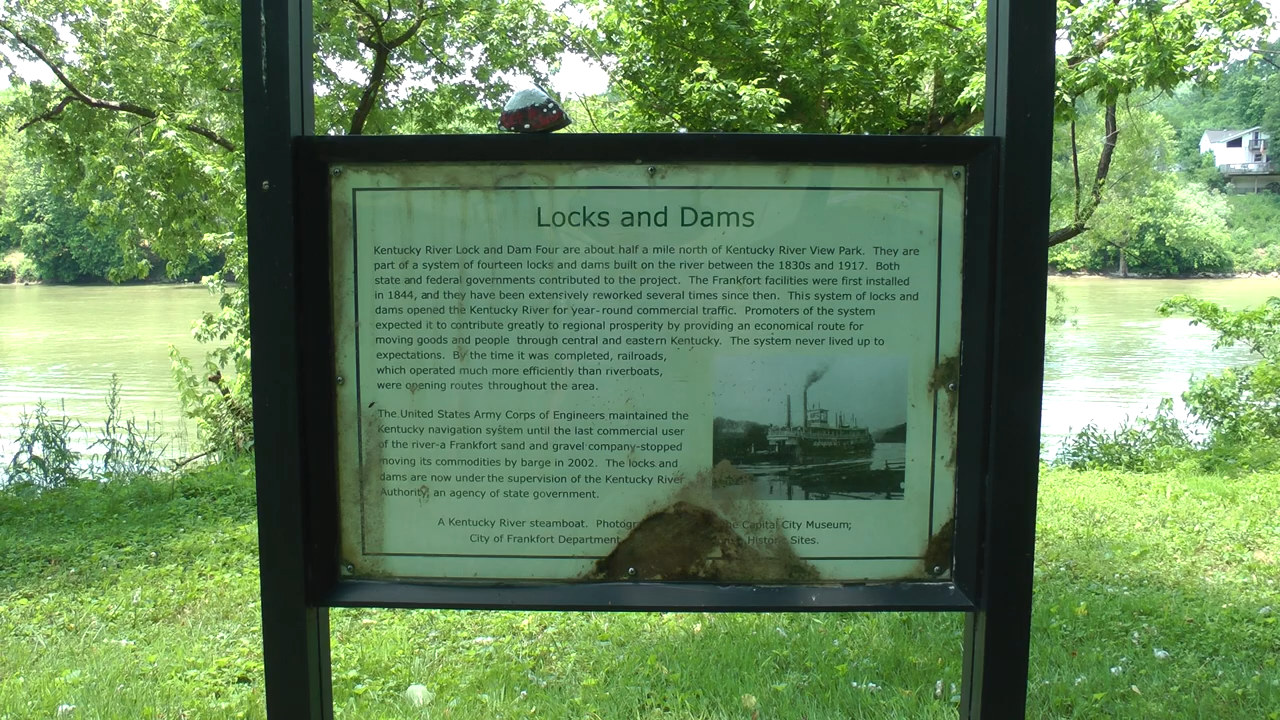 Locks and Dams
Kentucky River Lock and Dam Four are about half a mile north of Kentucky River View Park. They are
part of a system of fourteen locks and dams built on the river between the 1830s and 1917. Both
state and federal governments contributed to the project. The Frankfort facilities were first installed
in 1844, and they have been extensively reworked several times since then. This system of locks and
dams opened the Kentucky River for year-round commercial traffic. Promoters of the system
expected it to contribute greatly to regional prosperity by providing an economical route for
moving goods and people through central and eastern Kentucky. The system never lived up to
expectations. By the time it was completed, railroads,
which operated much more efficiently than riverboats,
were opening routes throughout the area.
The United States Army Corps of Engineers maintained the
Kentucky navigation system until the last commercial user
of the river-a Frankfort sand and gravel company-stopped
moving its commodities by barge in 2002. The locks and
dams are now under the supervision of the Kentucky River
Authority, an agency of state government.
A Kentucky River steamboat. Capital City Museum;
City of Frankfort Department Sites.